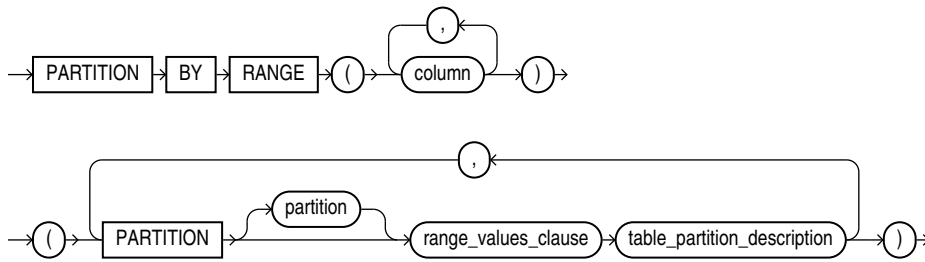 ,
PARTITION BY RANGE ( column )
,
partition
( PARTITION range_values_clause table_partition_description )